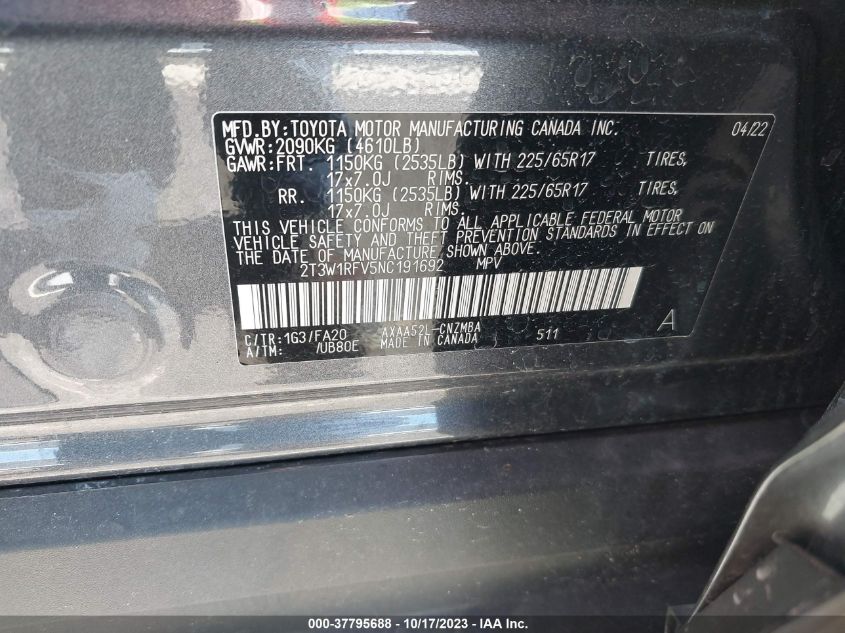 MFD.BY:TOYOTA MOTOR MANUFACTURING CANADA INC. 04/22
GVWR:2090KG (4610LB)
GAWR:FRT. 1150KG (2535LB) WITH 225/65R17 TIRES,
17x7.0J RIMS.
RR. 1150KG (2535LB) WITH 225/65R17 TIRES,
17x7.0J RIMS.
THIS VEHICLE CONFORMS TO ALL APPLICABLE FEDERAL MOTOR
VEHICLE SAFETY AND THEFT PREVENTION STANDARDS IN EFFECT ON
THE DATE OF MANUFACTURE SHOWN ABOVE.
2T3W1RFV5NC191692 MPV
C/TR:1G3/FA20 AXAA52L-CNZMBA 511 A
A/TM: /UB80E MADE IN CANADA
000-37795688 - 10/17/2023 - IAA Inc.